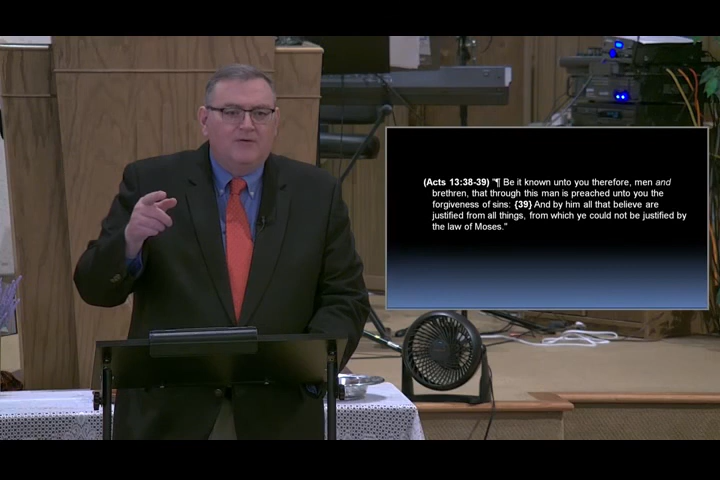 (Acts 13:38-39) "¶ Be it known unto you therefore, men and
brethren, that through this man is preached unto you the
forgiveness of sins: {39} And by him all that believe are
justified from all things, from which ye could not be justified by
the law of Moses."